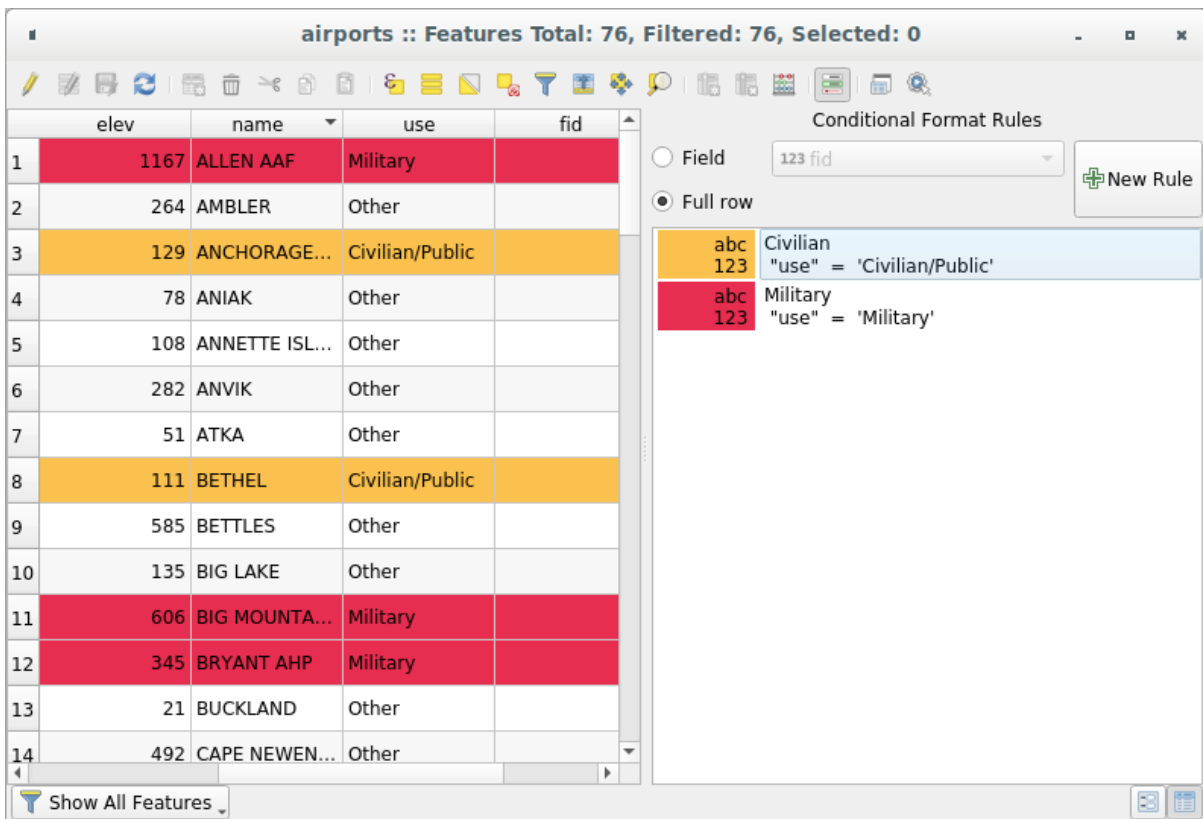 airports :: Features Total: 76, Filtered: 76, Selected: 0
elev name use fid
1 1167 ALLEN AAF Military
2 264 AMBLER Other
3 129 ANCHORAGE... Civilian/Public
4 78 ANIAK Other
5 108 ANNETTE ISL... Other
6 282 ANVIK Other
7 51 ATKA Other
8 111 BETHEL Civilian/Public
9 585 BETTLES Other
10 135 BIG LAKE Other
11 606 BIG MOUNTA... Military
12 345 BRYANT AHP Military
13 21 BUCKLAND Other
14 492 CAPE NEWEN... Other
Show All Features
Conditional Format Rules
Field 123 fid
Full row
New Rule
abc Civilian
123 "use" = 'Civilian/Public'
abc Military
123 "use" = 'Military'